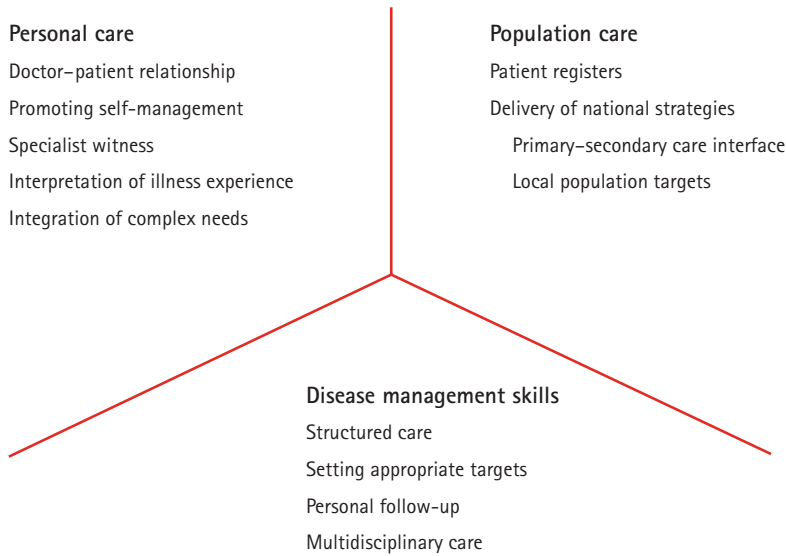 Personal care
Doctor–patient relationship
Promoting self-management
Specialist witness
Interpretation of illness experience
Integration of complex needs
Population care
Patient registers
Delivery of national strategies
Primary–secondary care interface
Local population targets
Disease management skills
Structured care
Setting appropriate targets
Personal follow-up
Multidisciplinary care